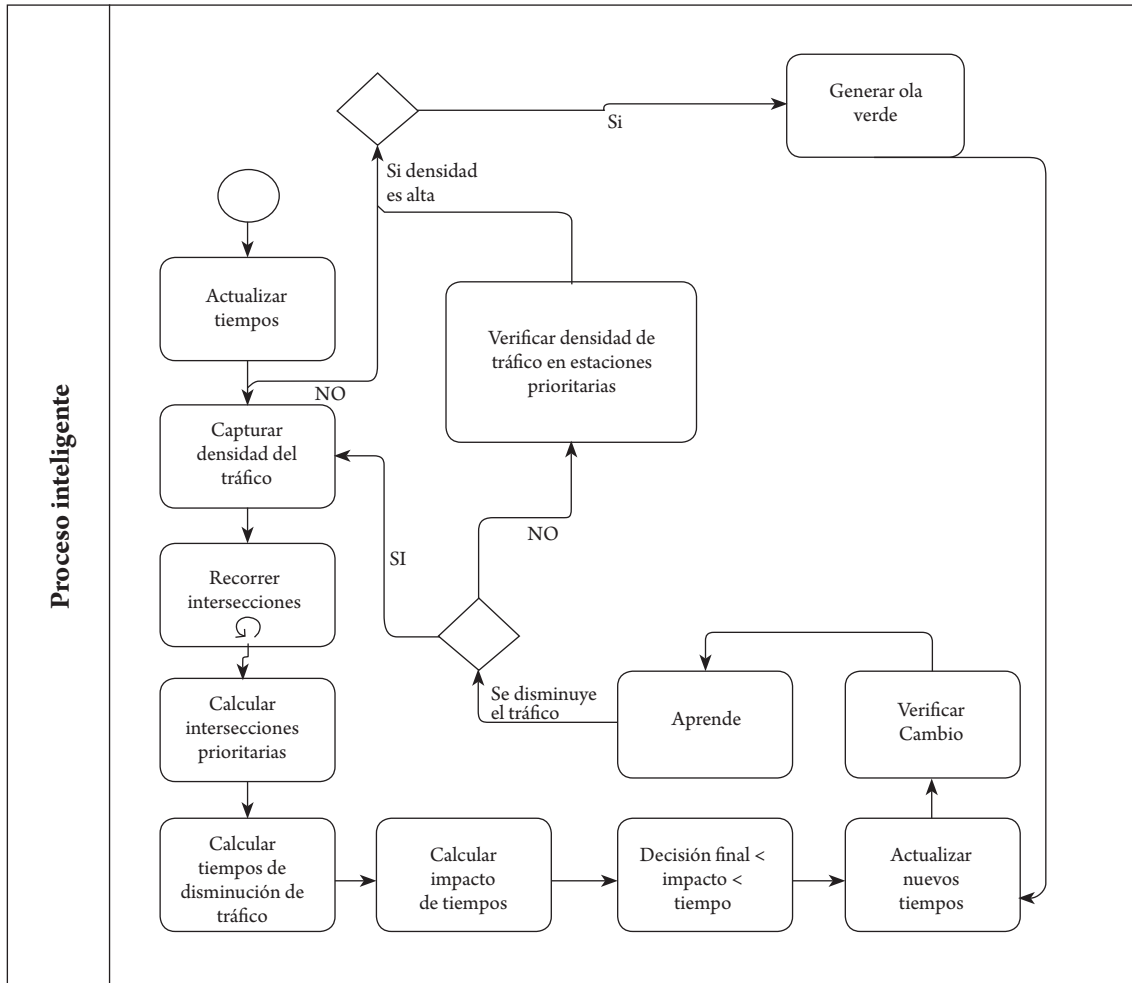 Proceso inteligente
Generar ola
verde
Si
Si densidad
es alta
Actualizar
tiempos
Verificar densidad de
tráfico en estaciones
prioritarias
NO
Capturar
densidad del
tráfico
NO
SI
Recorrer
intersecciones
Se disminuye
el tráfico
Aprende
Verificar
Cambio
Calcular
intersecciones
prioritarias
Calcular
tiempos de
disminución de
tráfico
Calcular
impacto
de tiempos
Decisión final <
impacto <
tiempo
Actualizar
nuevos
tiempos